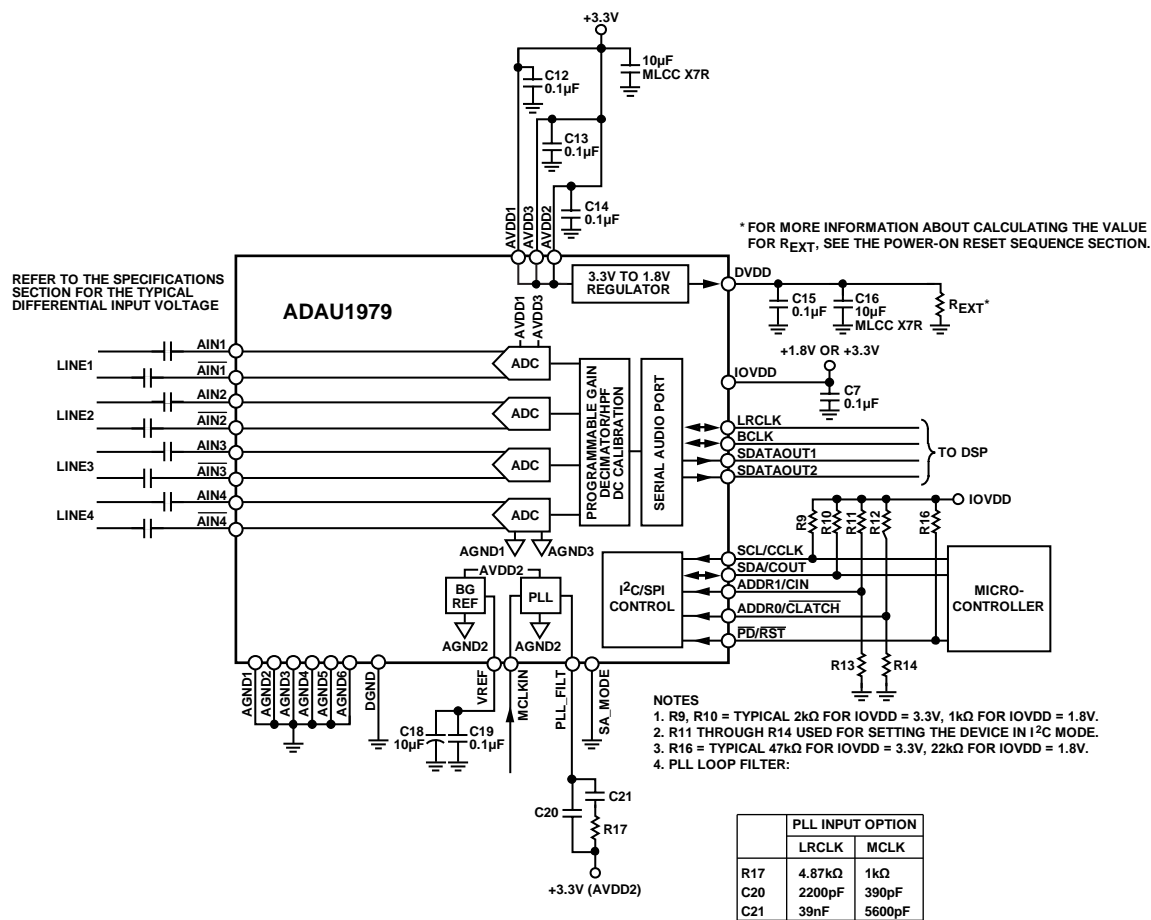 +3.3V
10µF
MLCC X7R
C12
0.1µF
C13
0.1µF
C14
0.1µF
AVDD1
AVDD3
AVDD2
* FOR MORE INFORMATION ABOUT CALCULATING THE VALUE
FOR REXT, SEE THE POWER-ON RESET SEQUENCE SECTION.
REFER TO THE SPECIFICATIONS
SECTION FOR THE TYPICAL
DIFFERENTIAL INPUT VOLTAGE
ADAU1979
AVDD1
AVDD3
3.3V TO 1.8V
REGULATOR
DVDD
C15
0.1µF
C16
10µF
MLCC X7R
REXT*
+1.8V OR +3.3V
IOVDD
C7
0.1µF
LINE1
AIN1
AIN1
LINE2
AIN2
AIN2
LINE3
AIN3
AIN3
LINE4
AIN4
AIN4
ADC
ADC
ADC
ADC
AGND1
AGND3
PROGRAMMABLE GAIN
DECIMATOR/HPF
DC CALIBRATION
SERIAL AUDIO PORT
LRCLK
BCLK
SDATAOUT1
SDATAOUT2
TO DSP
IOVDD
R9
R10
R11
R12
R16
AVDD2
BG
REF
PLL
AGND2
AGND2
I2C/SPI
CONTROL
SCL/CCLK
SDA/COUT
ADDR1/CIN
ADDR0/CLATCH
PD/RST
MICRO-
CONTROLLER
R13
R14
AGND1
AGND2
AGND3
AGND4
AGND5
AGND6
DGND
VREF
MCLKIN
PLL_FILT
SA_MODE
C18
10µF
C19
0.1µF
C20
C21
R17
+3.3V (AVDD2)
NOTES
1. R9, R10 = TYPICAL 2kΩ FOR IOVDD = 3.3V, 1kΩ FOR IOVDD = 1.8V.
2. R11 THROUGH R14 USED FOR SETTING THE DEVICE IN I2C MODE.
3. R16 = TYPICAL 47kΩ FOR IOVDD = 3.3V, 22kΩ FOR IOVDD = 1.8V.
4. PLL LOOP FILTER:
PLL INPUT OPTION
LRCLK MCLK
R17 4.87kΩ 1kΩ
C20 2200pF 390pF
C21 39nF 5600pF